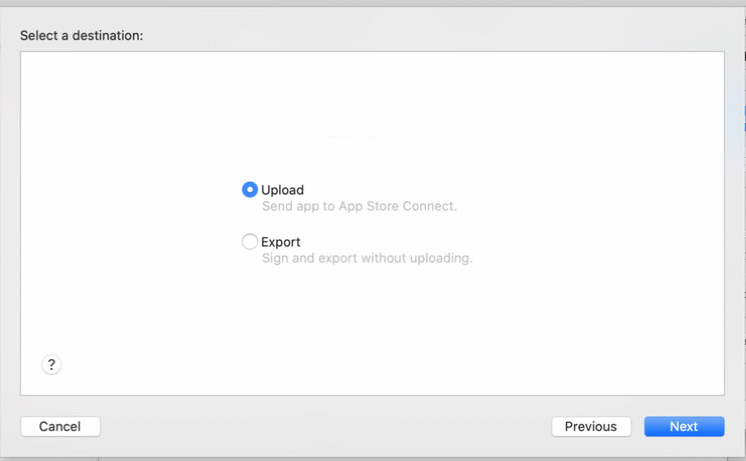 Select a destination:
Upload
Send app to App Store Connect.
Export
Sign and export without uploading.
?
Cancel
Previous
Next